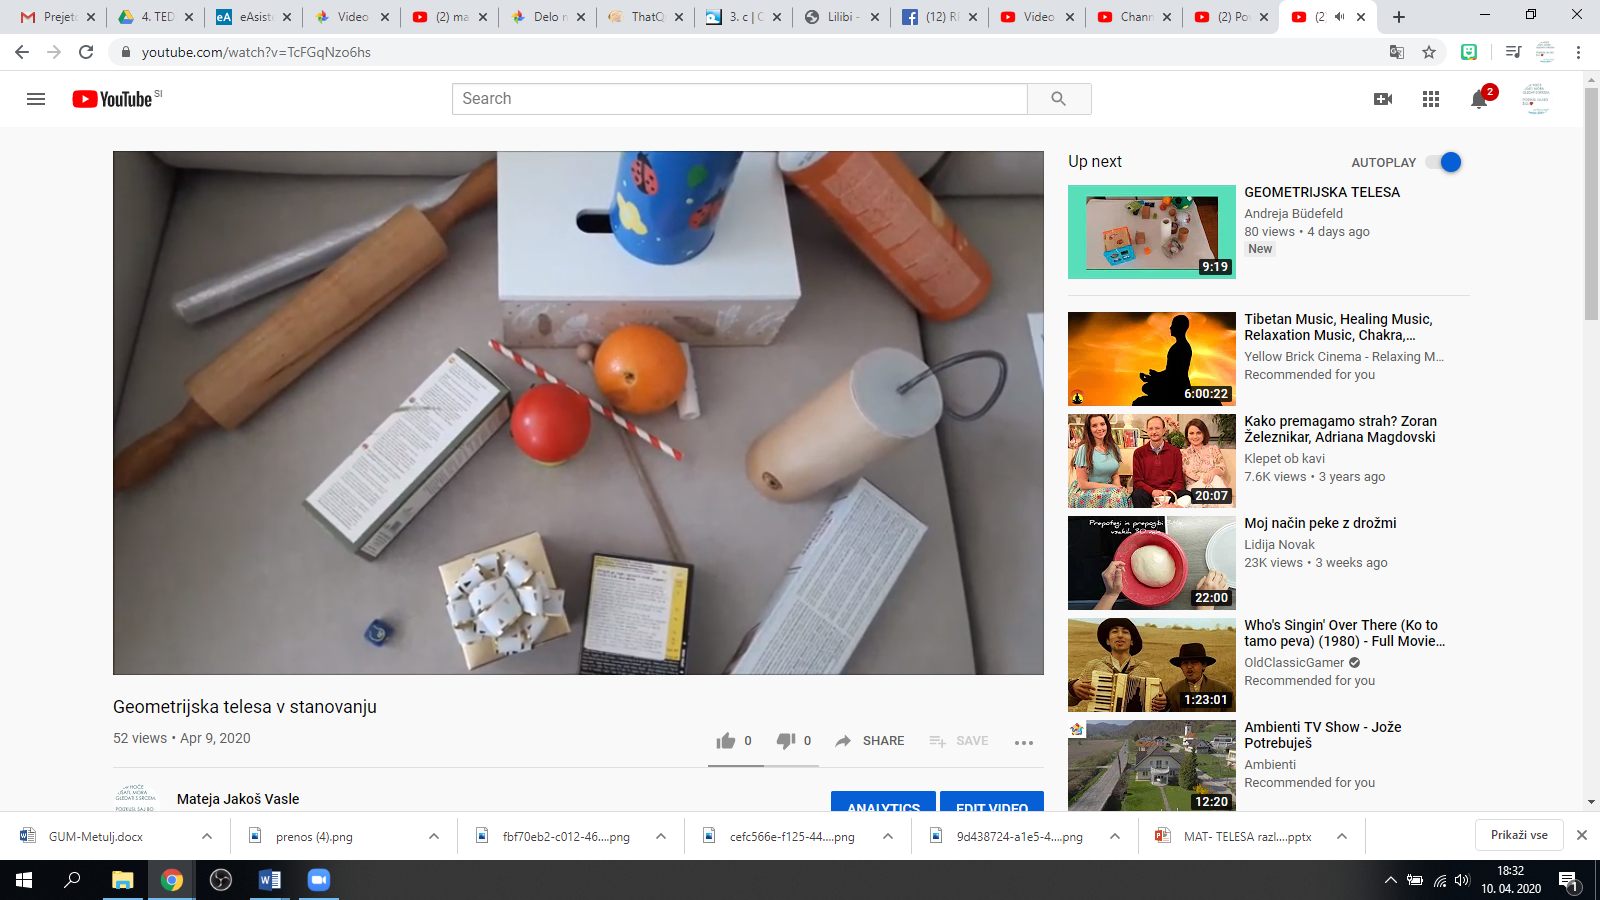 Prejeto
4. TED
eAsiste
Video
(2) ma
Delo n
ThatQ
3. c | C
Lilibi -
(12) RI
Video
Chann
(2) Pov
(2)
youtube.com/watch?v=TcFGqNzo6hs
YouTube SI
Search
2
Up next
AUTOPLAY
GEOMETRIJSKA TELESA
Andreja Büdefeld
80 views • 4 days ago
New
9:19
Tibetan Music, Healing Music,
Relaxation Music, Chakra,...
Yellow Brick Cinema - Relaxing M...
Recommended for you
6:00:22
Kako premagamo strah? Zoran
Železnikar, Adriana Magdovski
Klepet ob kavi
7.6K views • 3 years ago
20:07
Moj način peke z drožmi
Lidija Novak
23K views • 3 weeks ago
22:00
Who's Singin' Over There (Ko to
tamo peva) (1980) - Full Movie...
OldClassicGamer
Recommended for you
1:23:01
Ambienti TV Show - Jože
Potrebuješ
Ambienti
Recommended for you
12:20
Geometrijska telesa v stanovanju
52 views • Apr 9, 2020
0
0
SHARE
SAVE
Mateja Jakoš Vasle
ANALYTICS
EDIT VIDEO
GUM-Metulj.docx
prenos (4).png
fbf70eb2-c012-46....png
cefc566e-f125-44....png
9d438724-a1e5-4....png
MAT- TELESA razl....pptx
Prikaži vse
18:32
10. 04. 2020
1